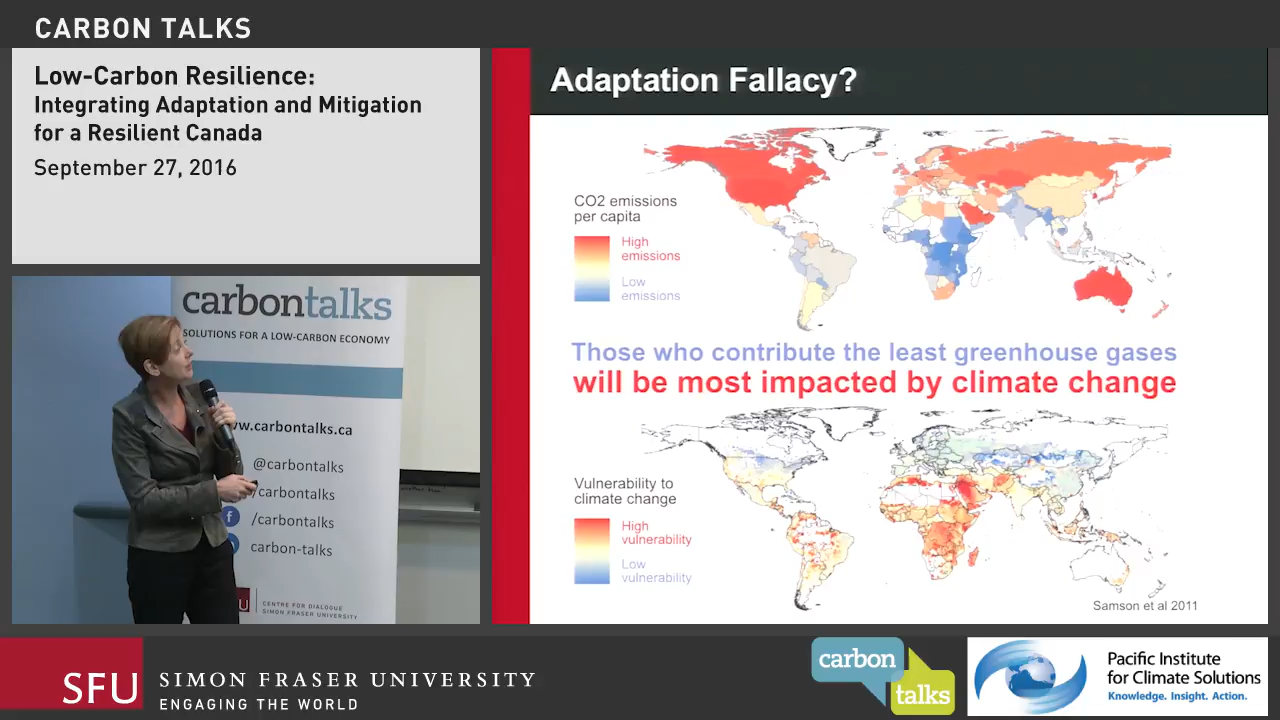 CARBON TALKS
Low-Carbon Resilience:
Integrating Adaptation and Mitigation
for a Resilient Canada
September 27, 2016
Adaptation Fallacy?
CO2 emissions
per capita
High
emissions
Low
emissions
Those who contribute the least greenhouse gases
will be most impacted by climate change
Vulnerability to
climate change
High
vulnerability
Low
vulnerability
Samson et al 2011
carbontalks
SOLUTIONS FOR A LOW-CARBON ECONOMY
www.carbontalks.ca
@carbontalks
/carbontalks
f /carbontalks
carbon-talks
CENTRE FOR DIALOGUE
SIMON FRASER UNIVERSITY
SFU SIMON FRASER UNIVERSITY
ENGAGING THE WORLD
carbon
talks
Pacific Institute
for Climate Solutions
Knowledge. Insight. Action.